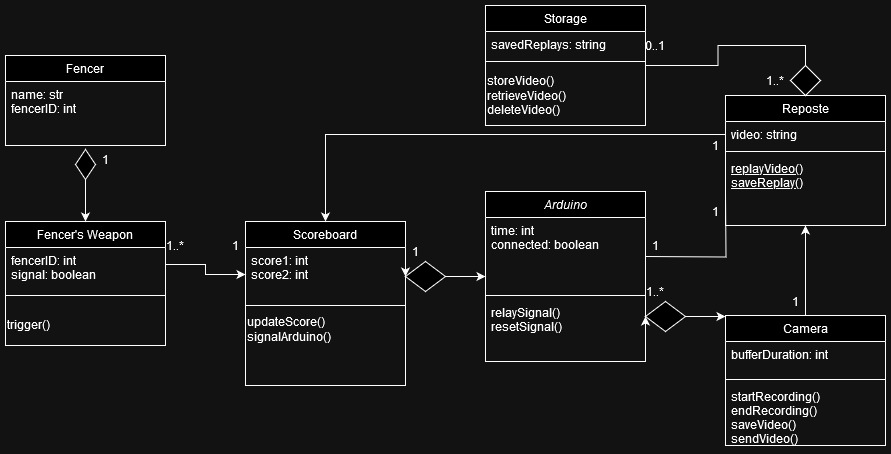 Storage
savedReplays: string
storeVideo()
retrieveVideo()
deleteVideo()
0..1
1..*
Fencer
name: str
fencerID: int
1
Reposte
video: string
replayVideo()
saveReplay()
1
1
Fencer's Weapon
fencerID: int
signal: boolean
trigger()
1..*
1
Scoreboard
score1: int
score2: int
updateScore()
signalArduino()
1
Arduino
time: int
connected: boolean
relaySignal()
resetSignal()
1
1..*
1
Camera
bufferDuration: int
startRecording()
endRecording()
saveVideo()
sendVideo()